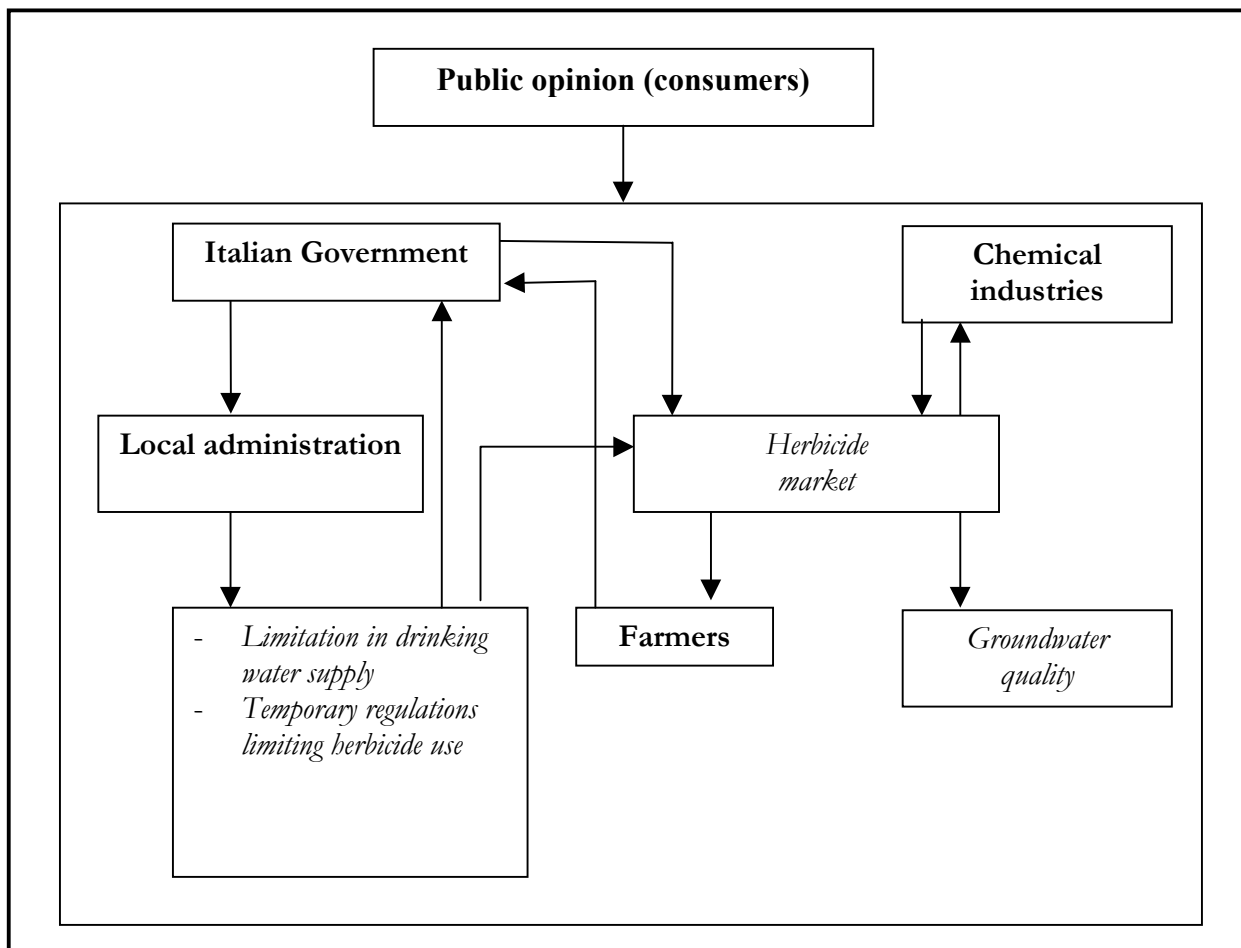 Public opinion (consumers)
Italian Government
Chemical
industries
Local administration
Herbicide
market
- Limitation in drinking
water supply
- Temporary regulations
limiting herbicide use
Farmers
Groundwater
quality